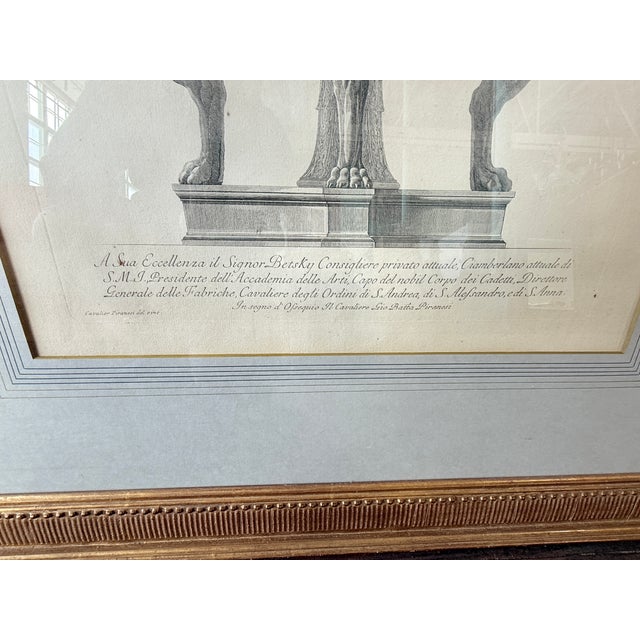 A Sua Eccellenza il Signor Betsky Consigliere privato attuale, Ciamberlano attuale di
S.M.I. Presidente dell'Accademia delle Arti, Capo del nobil Corpo dei Cadetti, Direttore
Generale delle Fabriche, Cavaliere degli Ordini di S. Andrea, di S. Alessandro, e di S. Anna.
In segno d'Ossequio Il Cavaliere Gio Batta Piranesi
Cavalier Piranesi del.